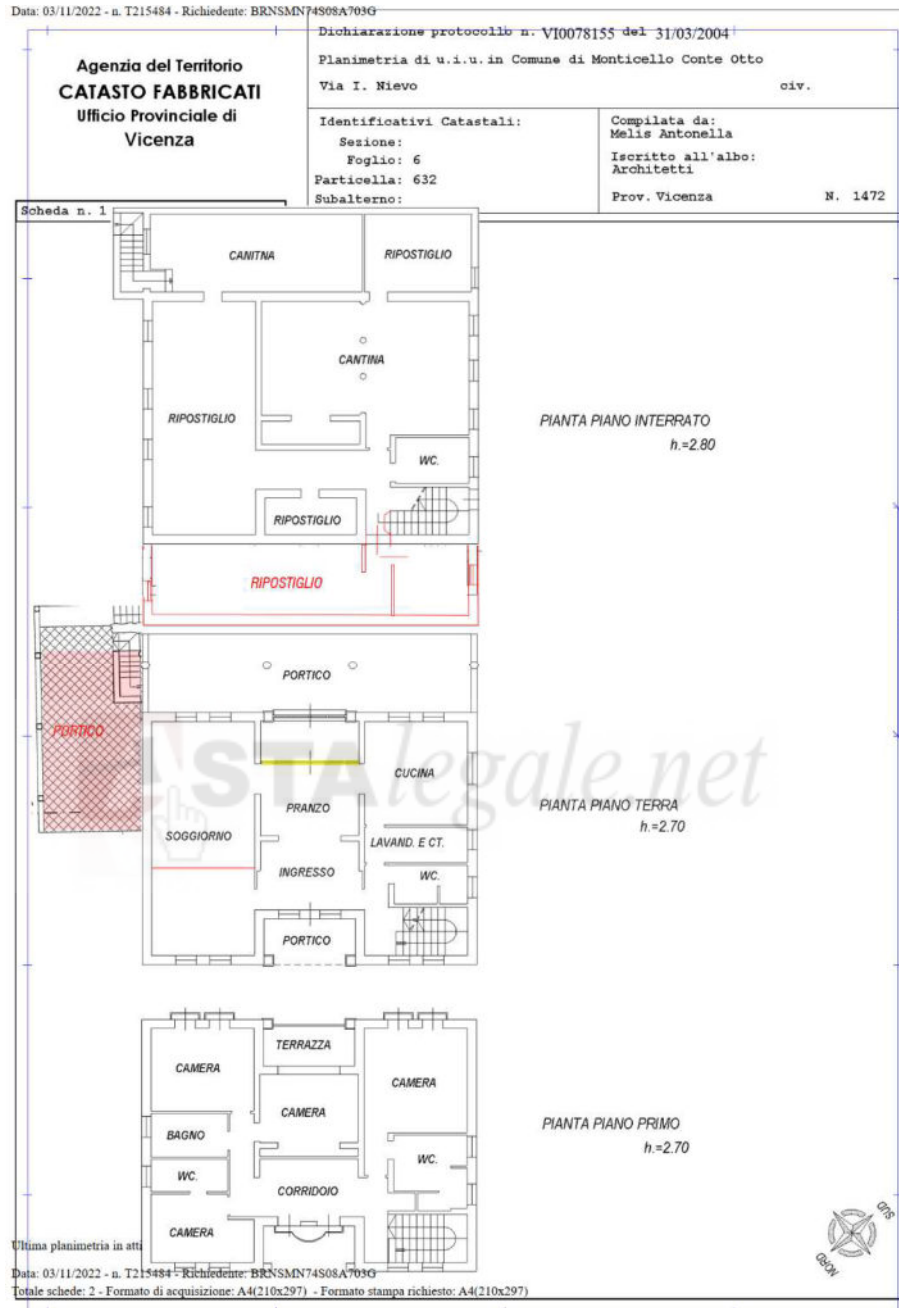 Data: 03/11/2022 - n. T215484 - Richiedente: BRNSMN74S08A703G
Agenzia del Territorio
CATASTO FABBRICATI
Ufficio Provinciale di
Vicenza
Dichiarazione protocollo n. VI0078155 del 31/03/2004
Planimetria di u.i.u. in Comune di Monticello Conte Otto
Via I. Nievo civ.
Identificativi Catastali:
Sezione:
Foglio: 6
Particella: 632
Subalterno:
Compilata da:
Melis Antonella
Iscritto all'albo:
Architetti
Prov. Vicenza N. 1472
Scheda n. 1
CANITNA
RIPOSTIGLIO
CANTINA
RIPOSTIGLIO
WC.
RIPOSTIGLIO
PIANTA PIANO INTERRATO
h.=2.80
RIPOSTIGLIO
PORTICO
PORTICO
CUCINA
PRANZO
SOGGIORNO
LAVAND. E CT.
INGRESSO
WC.
PORTICO
PIANTA PIANO TERRA
h.=2.70
ASTAlegale.net
TERRAZZA
CAMERA
CAMERA
CAMERA
BAGNO
WC.
WC.
CORRIDOIO
CAMERA
PIANTA PIANO PRIMO
h.=2.70
SUD
NORD
Ultima planimetria in atti
Data: 03/11/2022 - n. T215484 - Richiedente: BRNSMN74S08A703G
Totale schede: 2 - Formato di acquisizione: A4(210x297) - Formato stampa richiesto: A4(210x297)